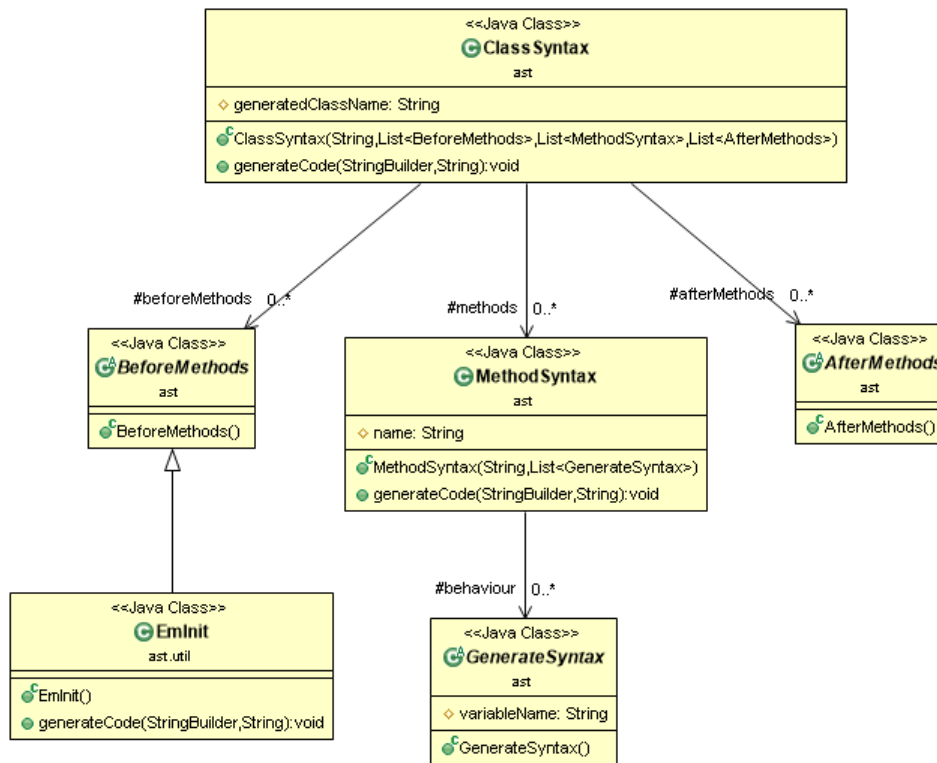 <<Java Class>>
ClassSyntax
ast
generatedClassName: String
ClassSyntax(String,List<BeforeMethods>,List<MethodSyntax>,List<AfterMethods>)
generateCode(StringBuilder,String):void
#beforeMethods 0..*
#methods 0..*
#afterMethods 0..*
<<Java Class>>
BeforeMethods
ast
BeforeMethods()
<<Java Class>>
MethodSyntax
ast
name: String
MethodSyntax(String,List<GenerateSyntax>)
generateCode(StringBuilder,String):void
<<Java Class>>
AfterMethods
ast
AfterMethods()
#behaviour 0..*
<<Java Class>>
EmInit
ast.util
EmInit()
generateCode(StringBuilder,String):void
<<Java Class>>
GenerateSyntax
ast
variableName: String
GenerateSyntax()